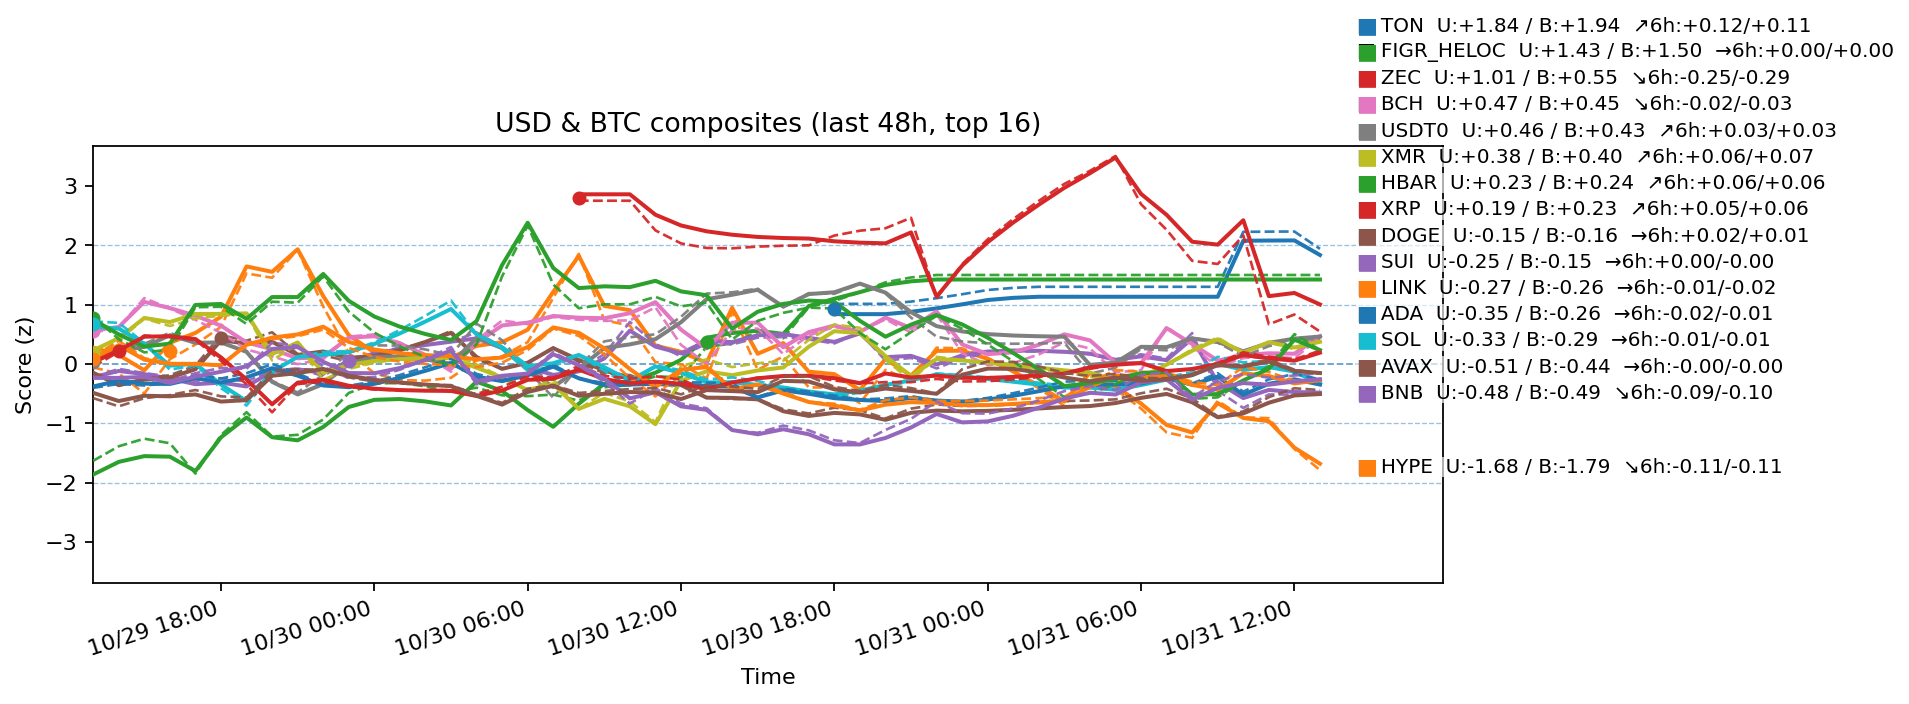 TON  U:+1.84 / B:+1.94  ↗6h:+0.12/+0.11
FIGR_HELOC  U:+1.43 / B:+1.50  →6h:+0.00/+0.00
ZEC  U:+1.01 / B:+0.55  ↘6h:-0.25/-0.29
BCH  U:+0.47 / B:+0.45  ↘6h:-0.02/-0.03
USDT0  U:+0.46 / B:+0.43  ↗6h:+0.03/+0.03
XMR  U:+0.38 / B:+0.40  ↗6h:+0.06/+0.07
HBAR  U:+0.23 / B:+0.24  ↗6h:+0.06/+0.06
XRP  U:+0.19 / B:+0.23  ↗6h:+0.05/+0.06
DOGE  U:-0.15 / B:-0.16  →6h:+0.02/+0.01
SUI  U:-0.25 / B:-0.15  →6h:+0.00/-0.00
LINK  U:-0.27 / B:-0.26  →6h:-0.01/-0.02
ADA  U:-0.35 / B:-0.26  →6h:-0.02/-0.01
SOL  U:-0.33 / B:-0.29  →6h:-0.01/-0.01
AVAX  U:-0.51 / B:-0.44  →6h:-0.00/-0.00
BNB  U:-0.48 / B:-0.49  ↘6h:-0.09/-0.10
HYPE  U:-1.68 / B:-1.79  ↘6h:-0.11/-0.11
USD & BTC composites (last 48h, top 16)
Score (z)
3
2
1
0
−1
−2
−3
10/29 18:00
10/30 00:00
10/30 06:00
10/30 12:00
10/30 18:00
10/31 00:00
10/31 06:00
10/31 12:00
Time